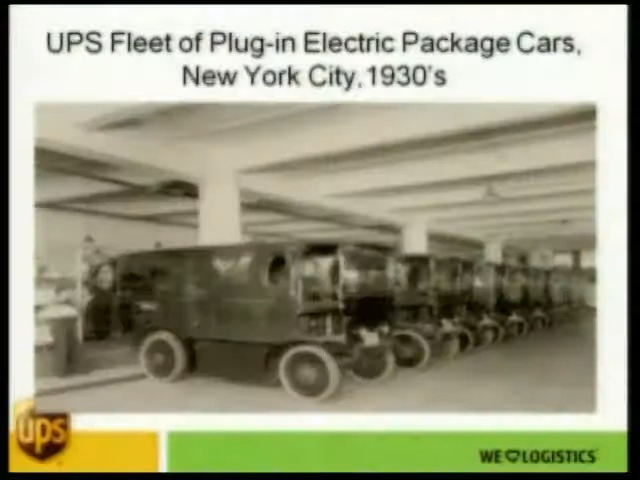 UPS Fleet of Plug-in Electric Package Cars,
New York City, 1930's
ups
WE LOGISTICS